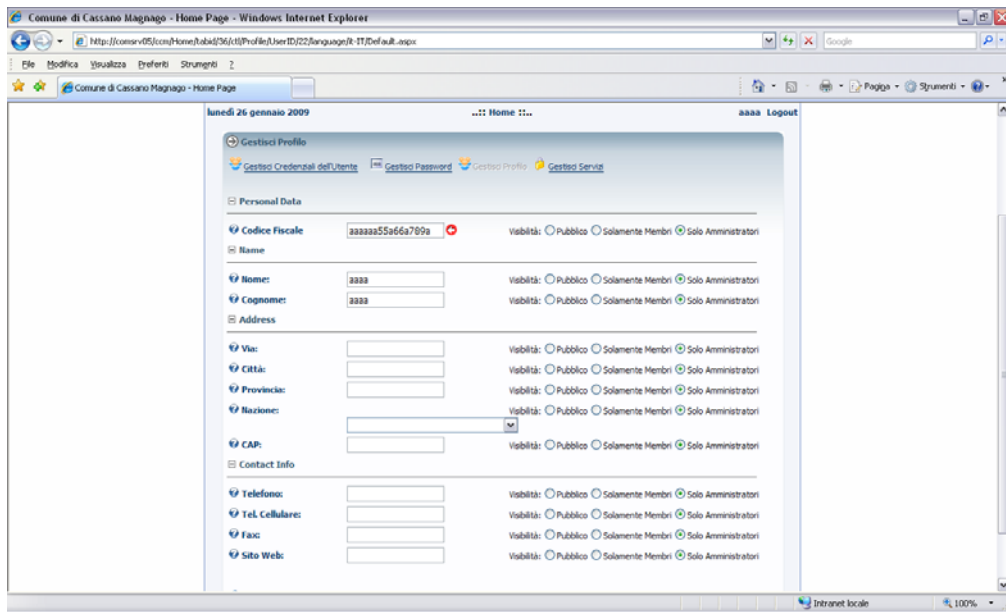 Comune di Cassano Magnago - Home Page - Windows Internet Explorer
http://comsrv05/ccm/Home/tabid/36/ctl/Profile/UserID/22/language/it-IT/Default.aspx
Google
File Modifica Visualizza Preferiti Strumenti ?
Comune di Cassano Magnago - Home Page
Pagina Strumenti
lunedì 26 gennaio 2009 ..:: Home ::.. aaaa Logout
Gestisci Profilo
Gestisci Credenziali dell'Utente Gestisci Password Gestisci Profilo Gestisci Servizi
Personal Data
Codice Fiscale aaaaaa55a66a789a Visibilità: Pubblico Solamente Membri Solo Amministratori
Name
Nome: aaaa Visibilità: Pubblico Solamente Membri Solo Amministratori
Cognome: aaaa Visibilità: Pubblico Solamente Membri Solo Amministratori
Address
Via: Visibilità: Pubblico Solamente Membri Solo Amministratori
Città: Visibilità: Pubblico Solamente Membri Solo Amministratori
Provincia: Visibilità: Pubblico Solamente Membri Solo Amministratori
Nazione: Visibilità: Pubblico Solamente Membri Solo Amministratori
CAP: Visibilità: Pubblico Solamente Membri Solo Amministratori
Contact Info
Telefono: Visibilità: Pubblico Solamente Membri Solo Amministratori
Tel. Cellulare: Visibilità: Pubblico Solamente Membri Solo Amministratori
Fax: Visibilità: Pubblico Solamente Membri Solo Amministratori
Sito Web: Visibilità: Pubblico Solamente Membri Solo Amministratori
Intranet locale 100%